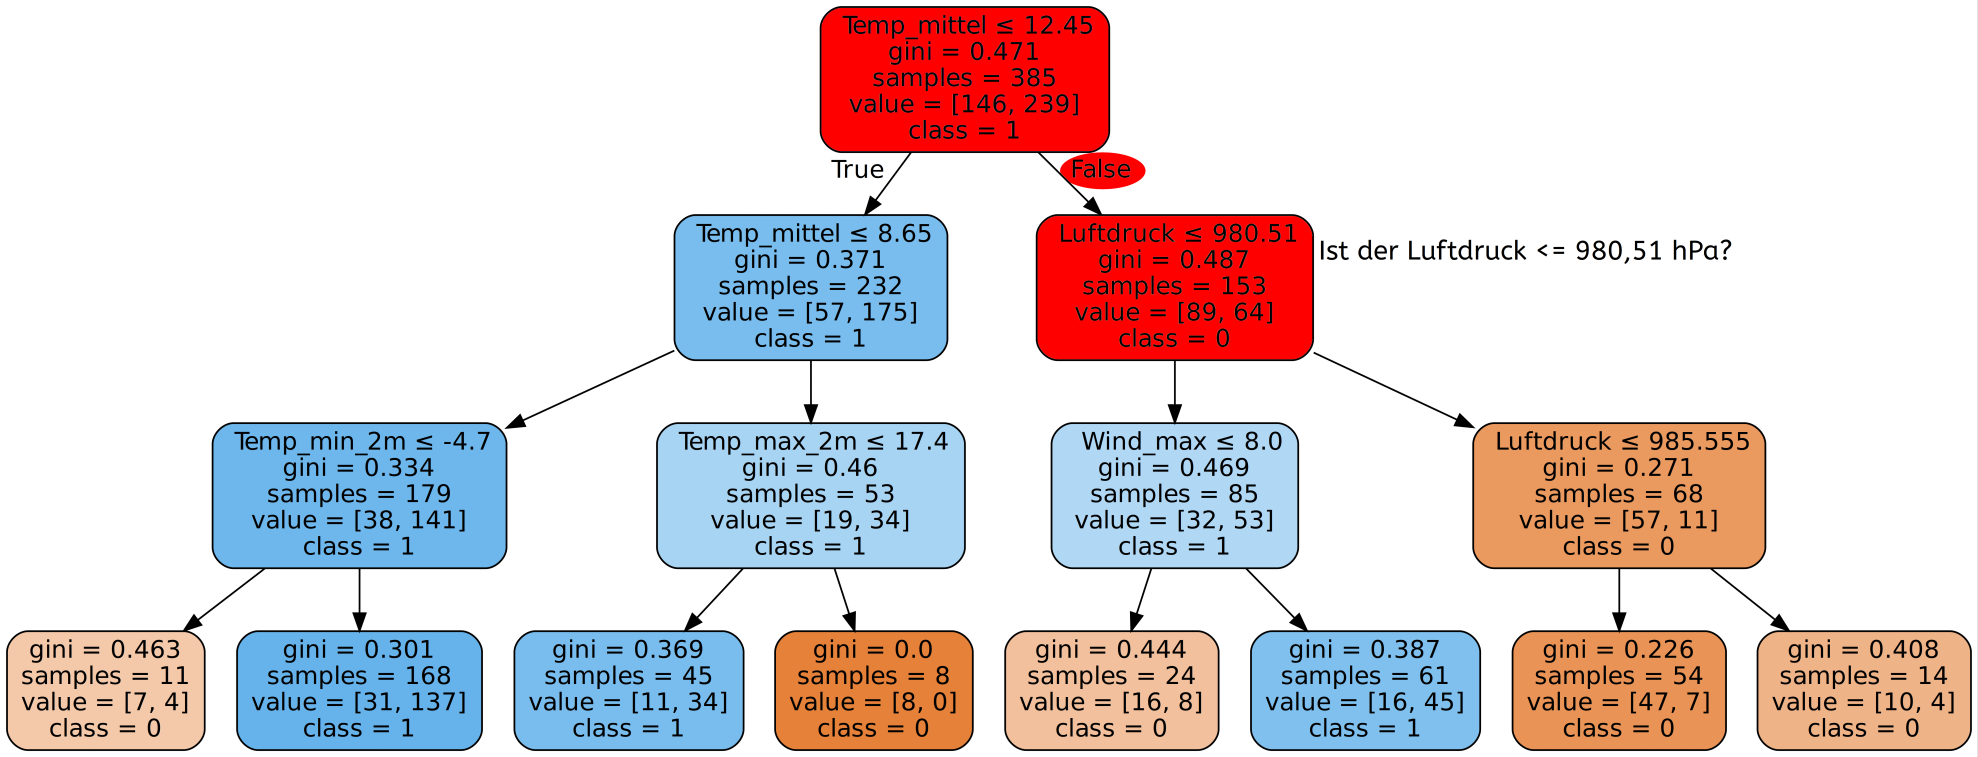 Temp_mittel ≤ 12.45
gini = 0.471
samples = 385
value = [146, 239]
class = 1
True
False
Temp_mittel ≤ 8.65
gini = 0.371
samples = 232
value = [57, 175]
class = 1
Luftdruck ≤ 980.51
gini = 0.487
samples = 153
value = [89, 64]
class = 0
Ist der Luftdruck <= 980,51 hPa?
Temp_min_2m ≤ -4.7
gini = 0.334
samples = 179
value = [38, 141]
class = 1
Temp_max_2m ≤ 17.4
gini = 0.46
samples = 53
value = [19, 34]
class = 1
Wind_max ≤ 8.0
gini = 0.469
samples = 85
value = [32, 53]
class = 1
Luftdruck ≤ 985.555
gini = 0.271
samples = 68
value = [57, 11]
class = 0
gini = 0.463
samples = 11
value = [7, 4]
class = 0
gini = 0.301
samples = 168
value = [31, 137]
class = 1
gini = 0.369
samples = 45
value = [11, 34]
class = 1
gini = 0.0
samples = 8
value = [8, 0]
class = 0
gini = 0.444
samples = 24
value = [16, 8]
class = 0
gini = 0.387
samples = 61
value = [16, 45]
class = 1
gini = 0.226
samples = 54
value = [47, 7]
class = 0
gini = 0.408
samples = 14
value = [10, 4]
class = 0